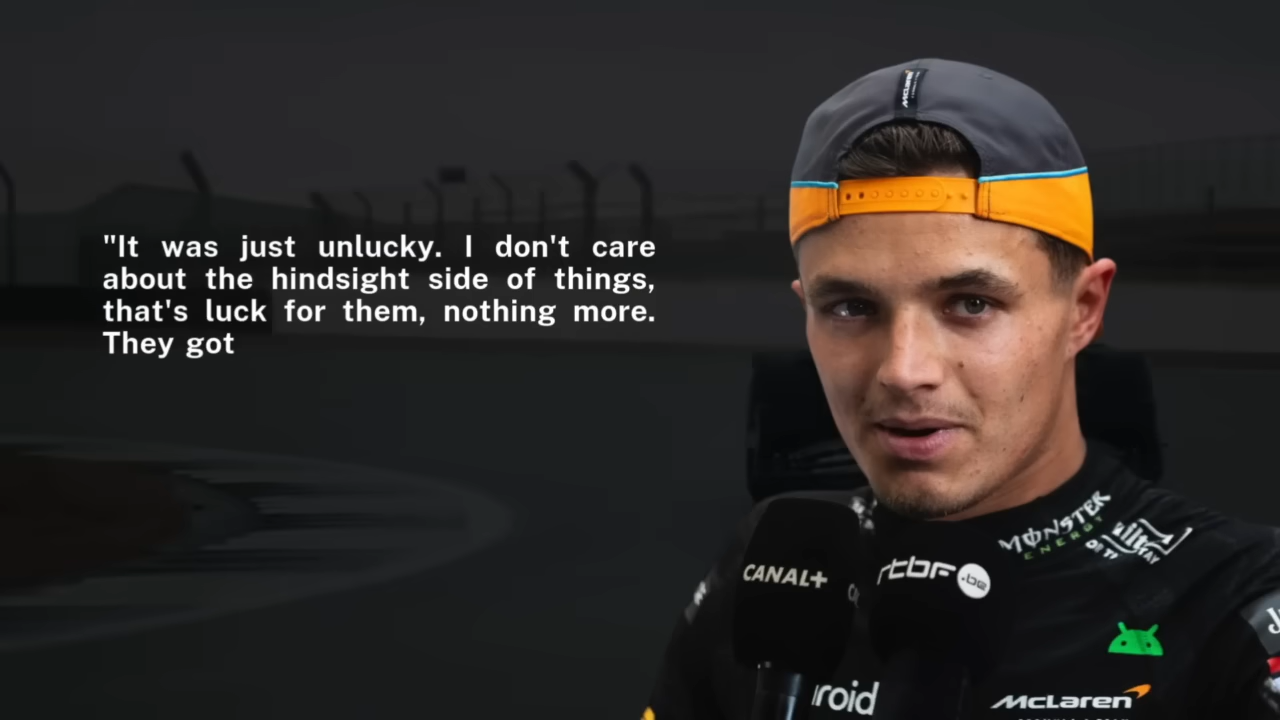 "It was just unlucky. I don't care
about the hindsight side of things,
that's luck for them, nothing more.
They got
McLaren
MONSTER
ENERGY
CANAL+
rtbf.be
roid
McLaren